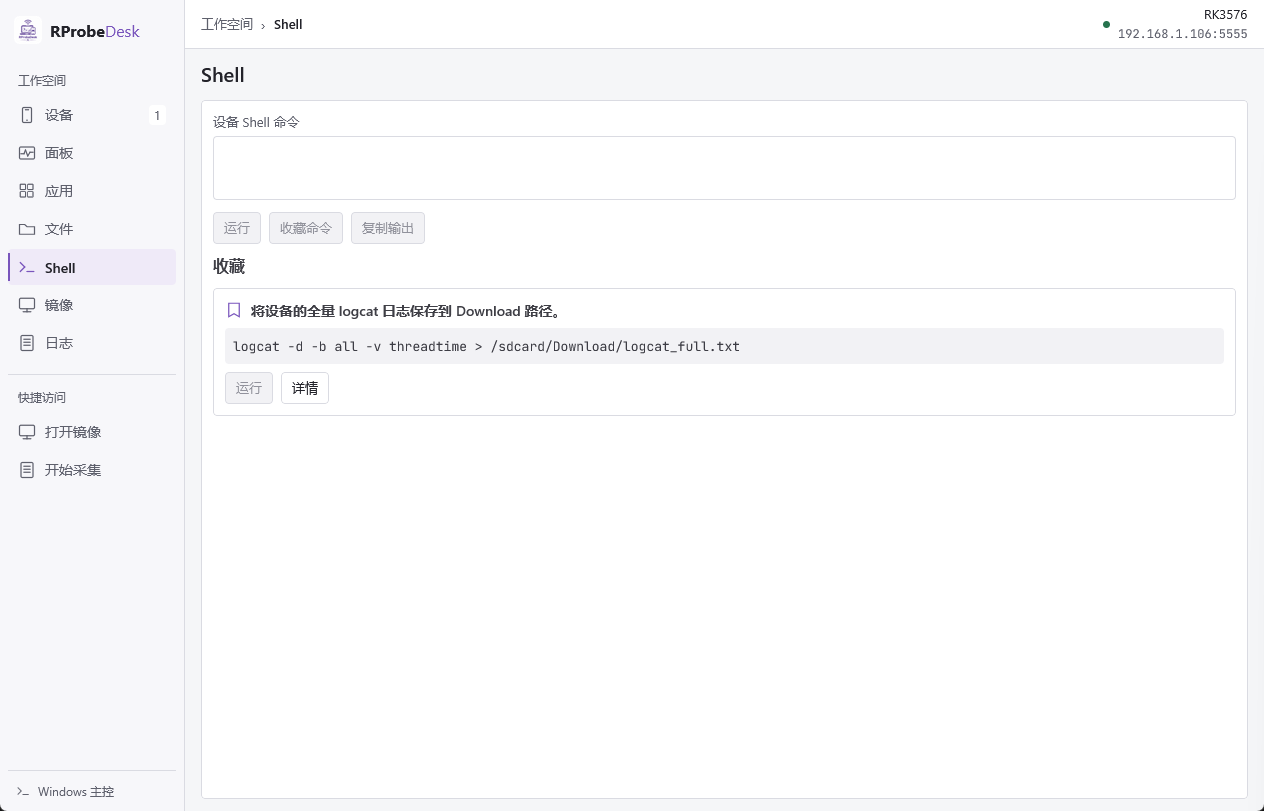 RProbeDesk
工作空间
设备 1
面板
应用
文件
Shell
镜像
日志
快捷访问
打开镜像
开始采集
Windows 主控
工作空间 › Shell
RK3576
192.168.1.106:5555
Shell
设备 Shell 命令
运行 收藏命令 复制输出
收藏
将设备的全量 logcat 日志保存到 Download 路径。
logcat -d -b all -v threadtime > /sdcard/Download/logcat_full.txt
运行 详情